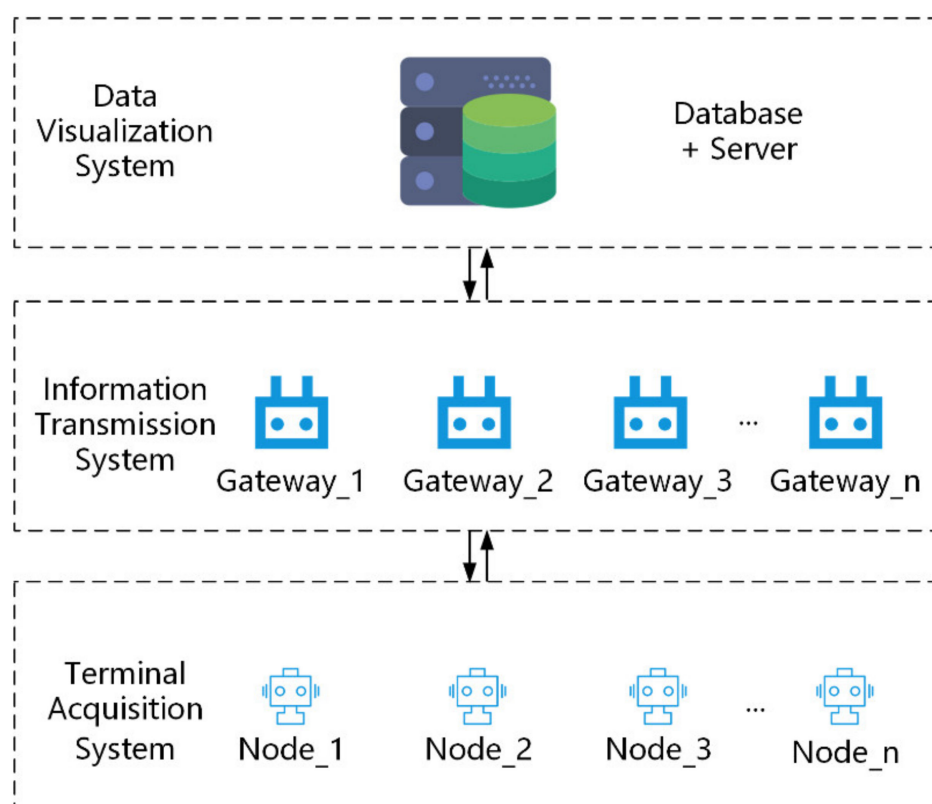 Data
Visualization
System
Database
+ Server
Information
Transmission
System
Gateway_1
Gateway_2
Gateway_3
...
Gateway_n
Terminal
Acquisition
System
Node_1
Node_2
Node_3
...
Node_n